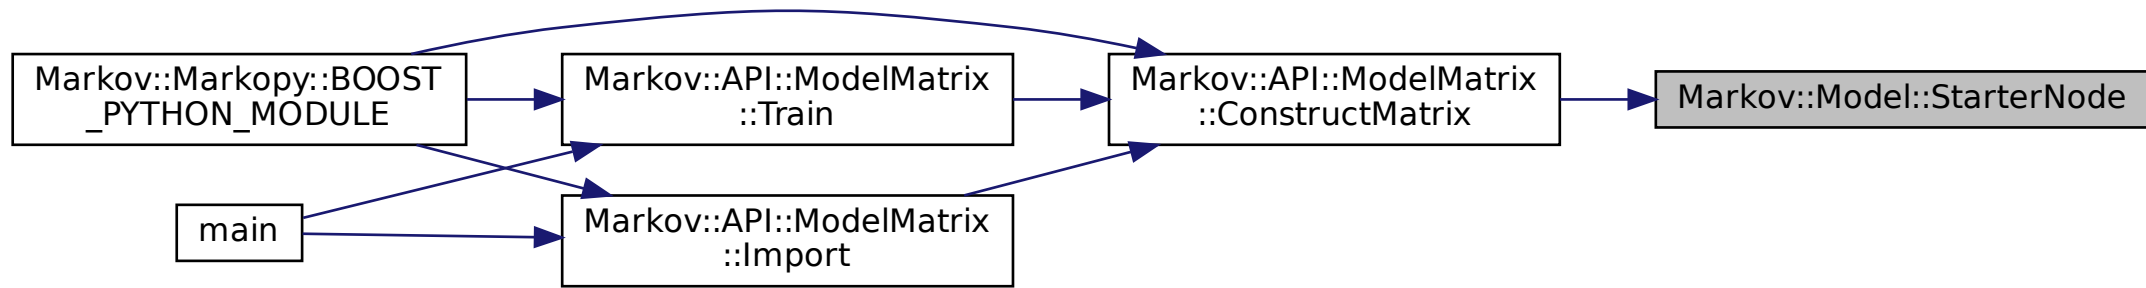 Markov::Markopy::BOOST
_PYTHON_MODULE
Markov::API::ModelMatrix
::Train
Markov::API::ModelMatrix
::ConstructMatrix
Markov::Model::StarterNode
main
Markov::API::ModelMatrix
::Import